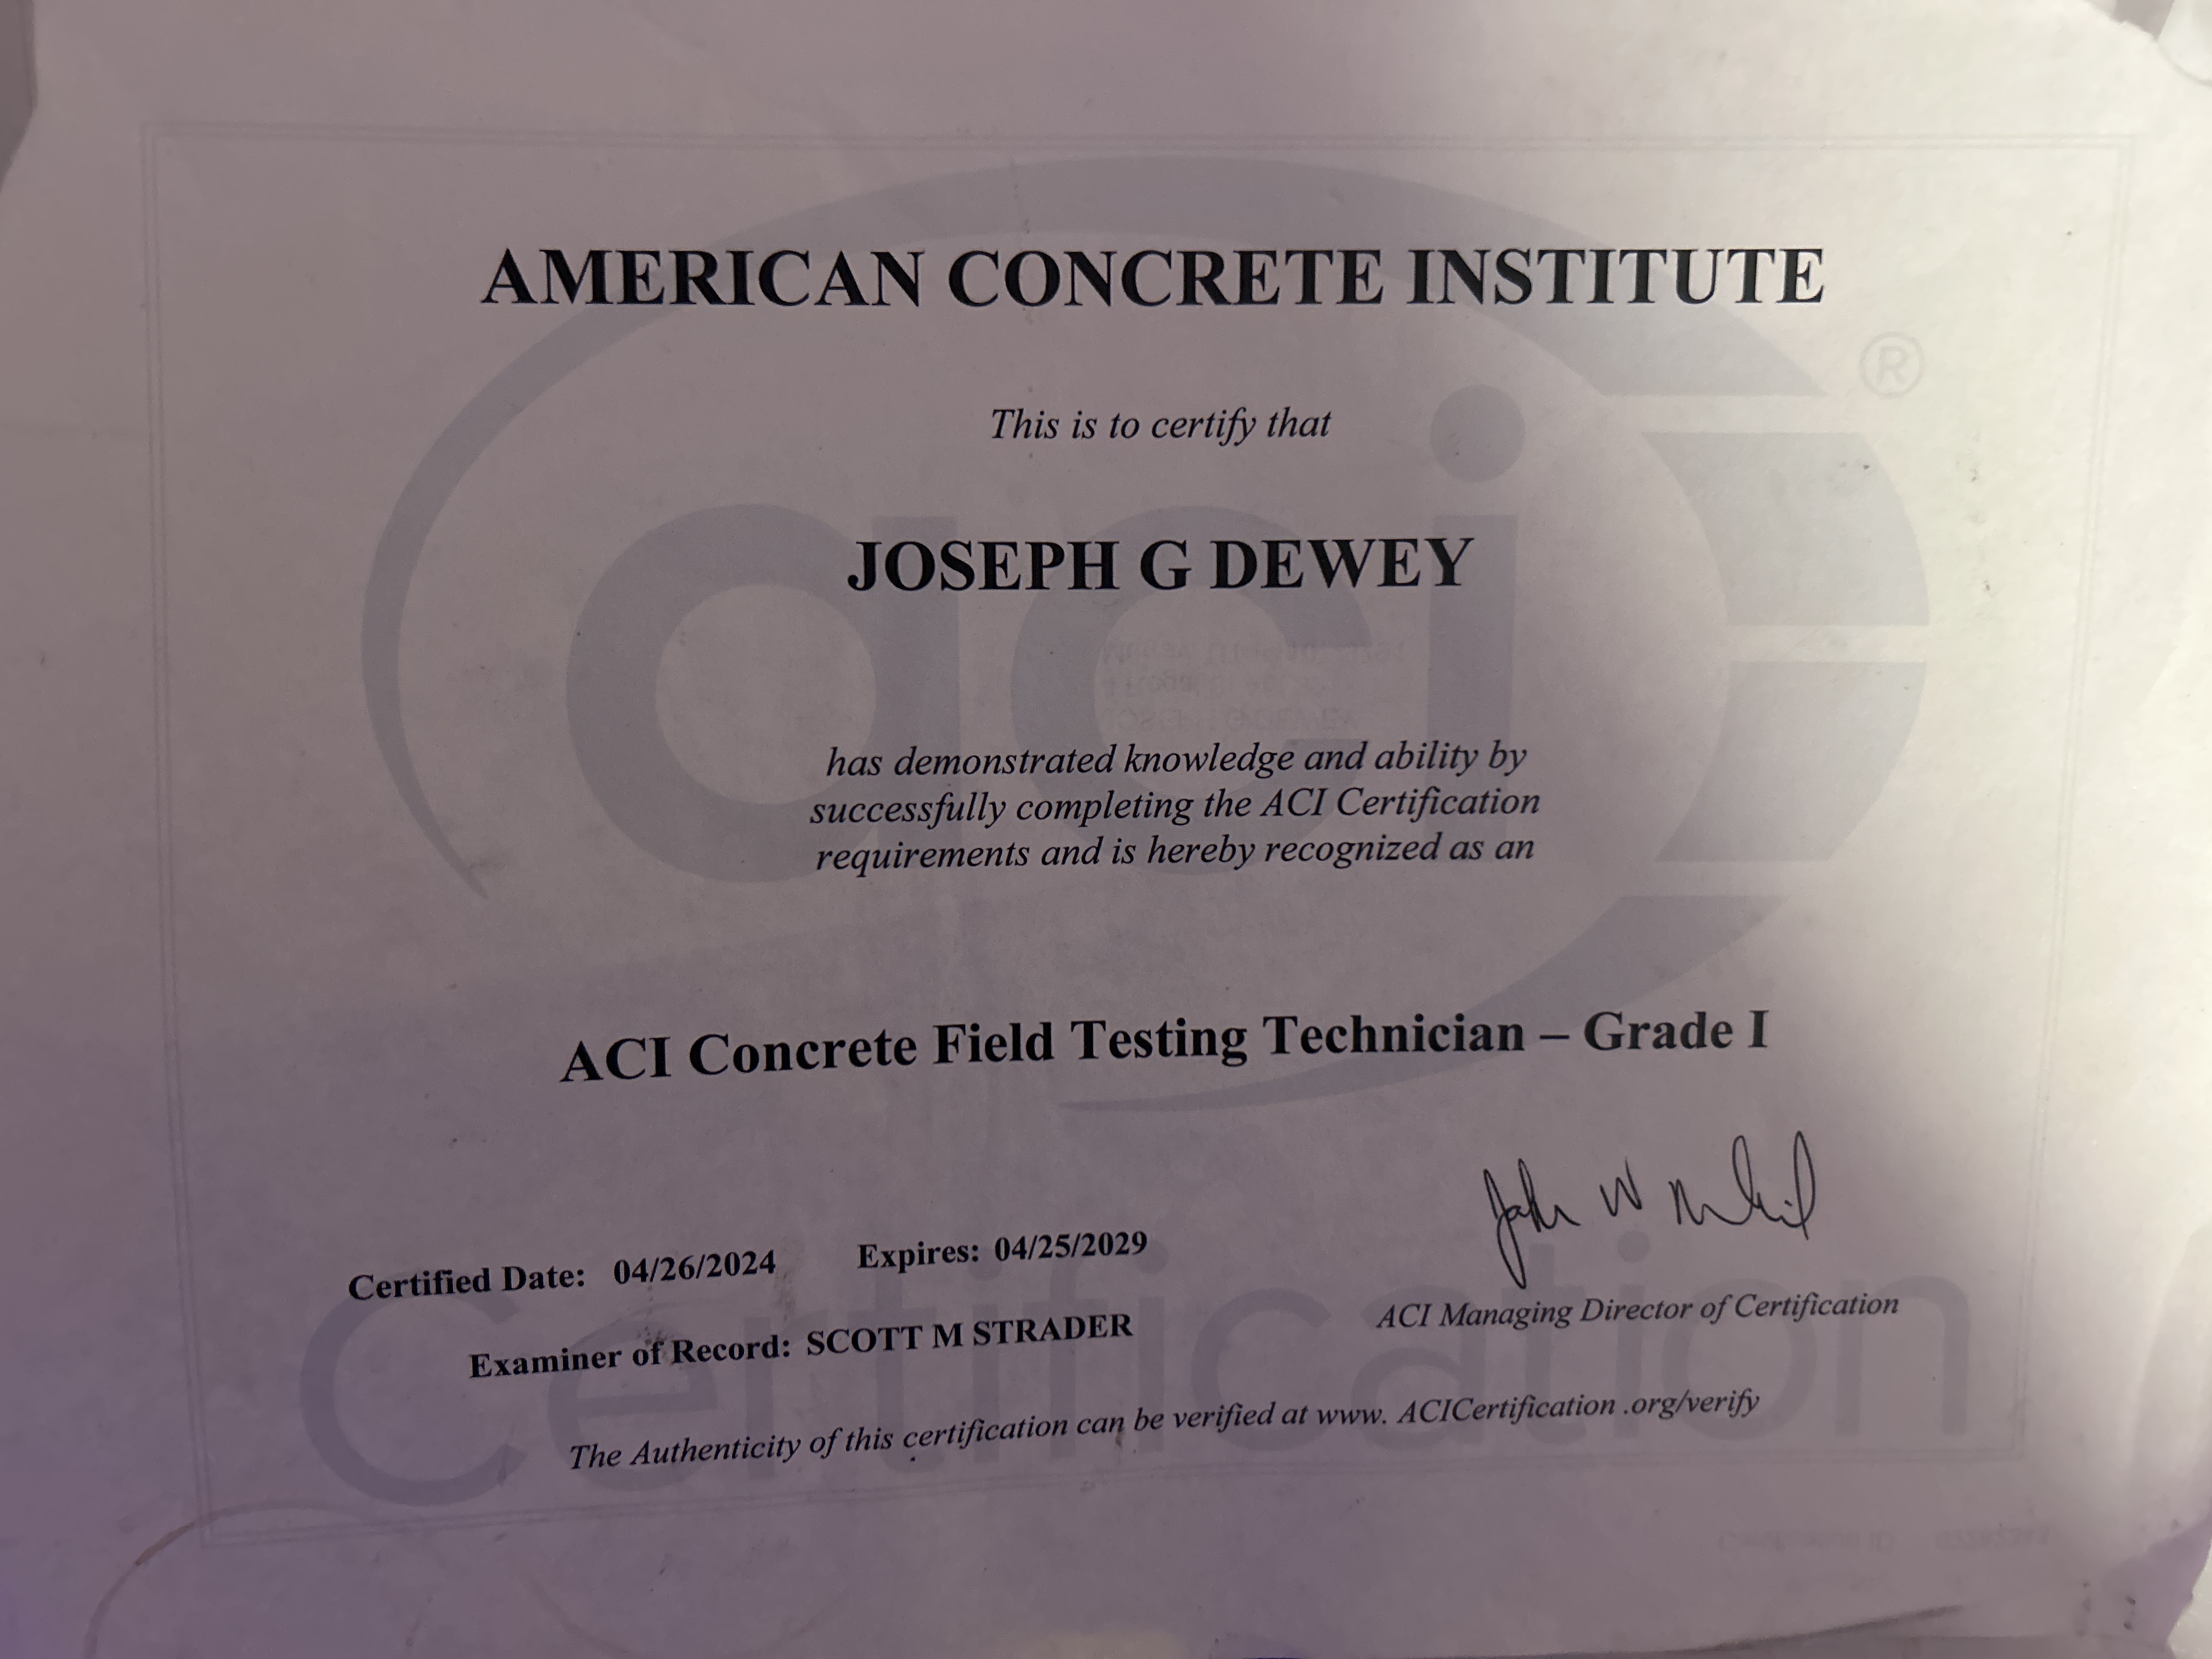 AMERICAN CONCRETE INSTITUTE
®
This is to certify that
JOSEPH G DEWEY
has demonstrated knowledge and ability by
successfully completing the ACI Certification
requirements and is hereby recognized as an
aci
ACI Concrete Field Testing Technician – Grade I
Certified Date: 04/26/2024 Expires: 04/25/2029
Examiner of Record: SCOTT M STRADER
John W
ACI Managing Director of Certification
Certification
The Authenticity of this certification can be verified at www. ACICertification .org/verify